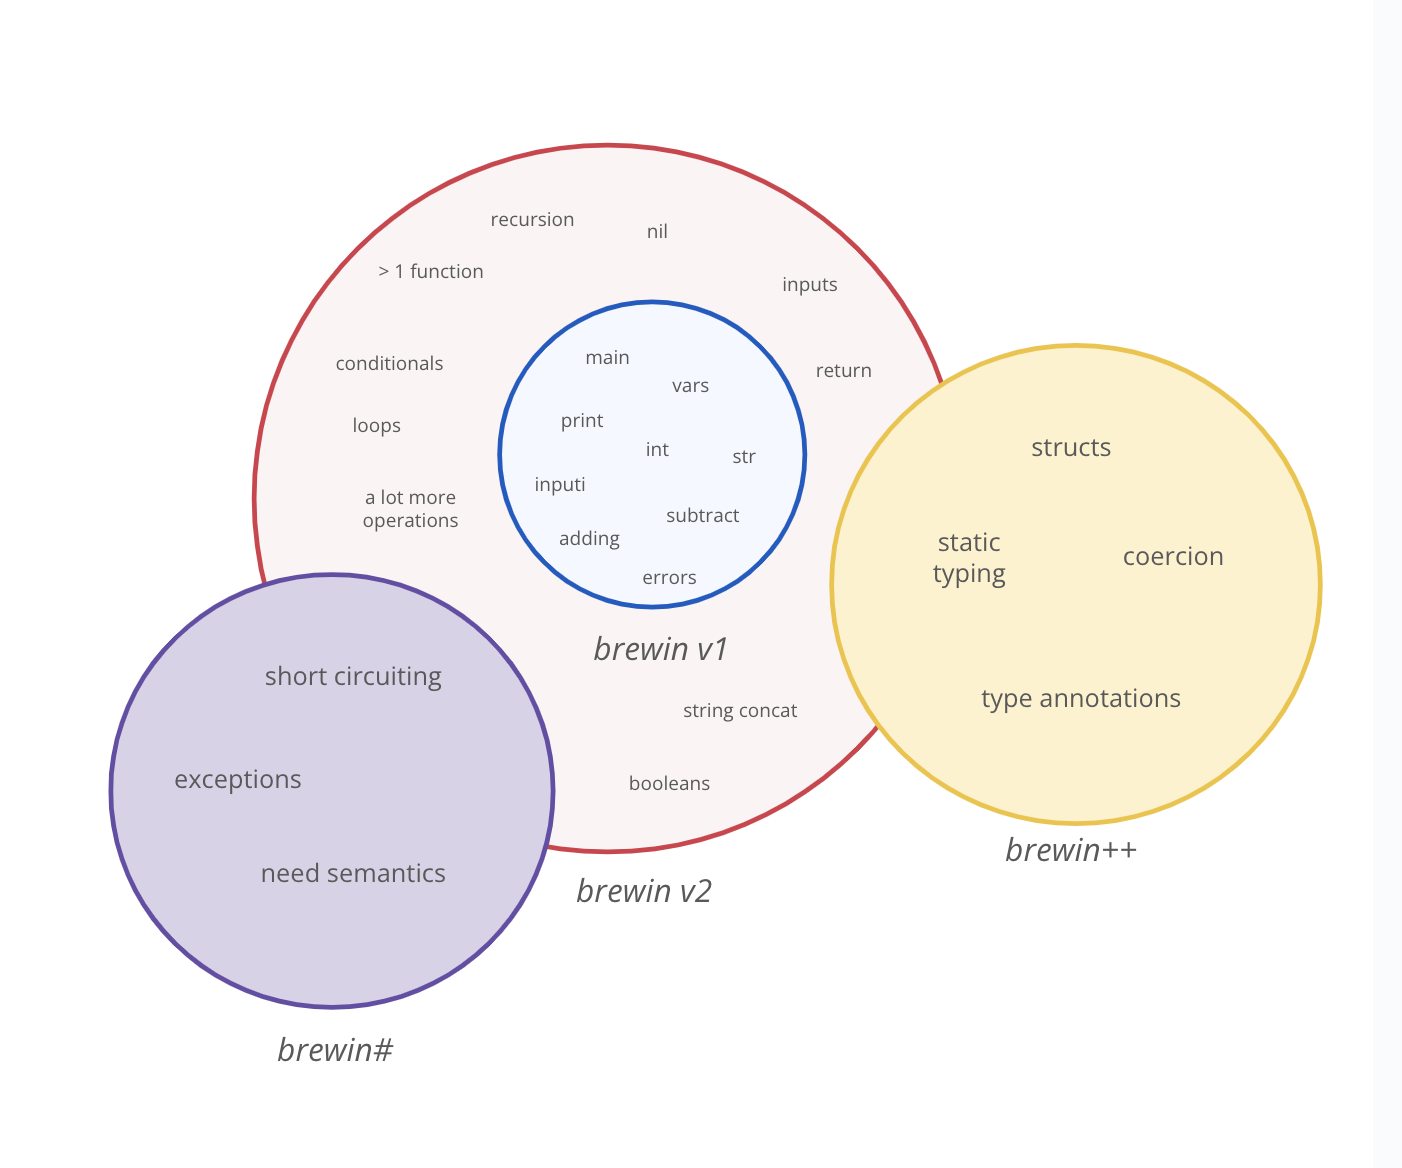 recursion
nil
> 1 function
inputs
conditionals
main
return
vars
print
loops
int
str
inputi
a lot more
operations
subtract
adding
errors
brewin v1
string concat
booleans
brewin v2
structs
static
typing
coercion
type annotations
brewin++
short circuiting
exceptions
need semantics
brewin#